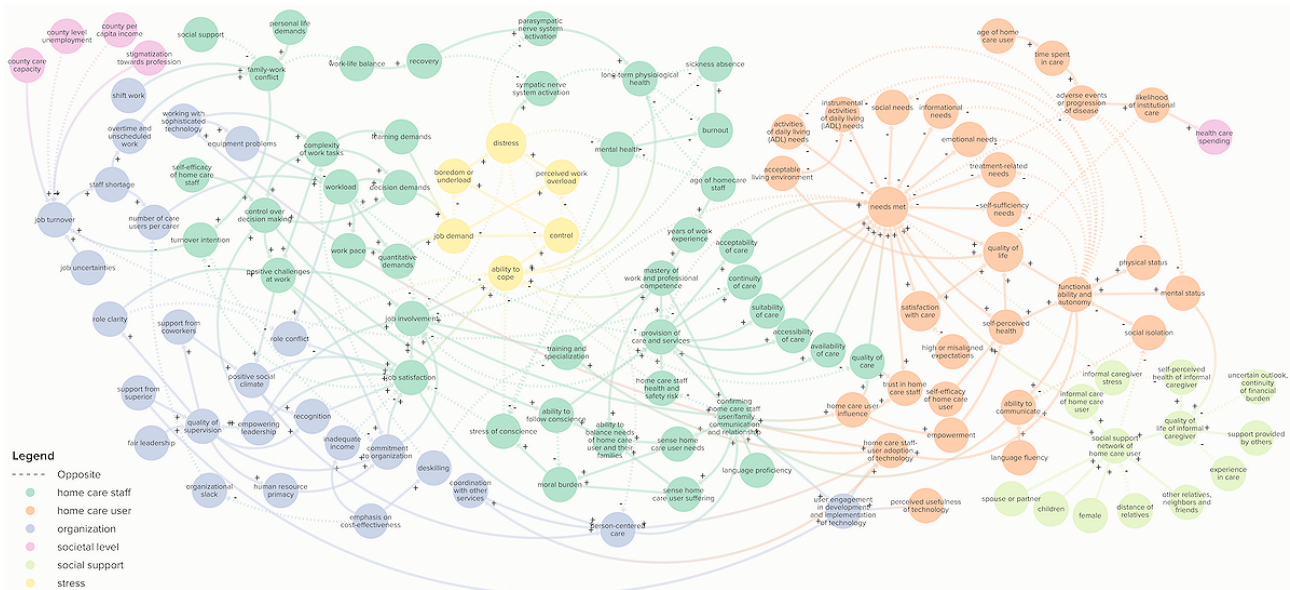 county level
unemployment
county per
capita income
county care
capacity
stigmatization
towards profession
social support
personal life
demands
family-work
conflict
work-life balance
recovery
parasympatic
nerve system
activation
sympatic nerve
system activation
long-term physiological
health
sickness absence
burnout
mental health
shift work
overtime and
unscheduled
work
working with
sophisticated
technology
equipment problems
staff shortage
self-efficacy
of home care
staff
job turnover
number of care
users per carer
turnover intention
job uncertainties
complexity
of work tasks
learning demands
workload
decision demands
control over
decision making
work pace
quantitative
demands
positive challenges
at work
distress
boredom or
underload
perceived work
overload
job demand
control
ability to
cope
age of homecare
staff
years of work
experience
mastery of
work and professional
competence
acceptability
of care
continuity
of care
suitability
of care
accessibility
of care
availability
of care
quality of
care
provision of
care and services
job involvement
job satisfaction
training and
specialization
home care staff
health and
safety risk
confirming
home care staff
user/family
communication
and relationship
ability to
follow conscience
stress of conscience
ability to
balance needs
of home care
user and their
families
sense home
care user needs
sense home
care user suffering
moral burden
language proficiency
role clarity
support from
coworkers
role conflict
positive social
climate
support from
superior
quality of
supervision
empowering
leadership
recognition
fair leadership
inadequate
income
commitment
to organization
organizational
slack
human resource
primacy
emphasis on
cost-effectiveness
deskilling
coordination
with other
services
person-centered
care
age of home
care user
time spent
in care
adverse events
or progression
of disease
likelihood
of institutional
care
health care
spending
activities
of daily living
(ADL) needs
instrumental
activities
of daily living
(IADL) needs
social needs
informational
needs
emotional needs
treatment-related
needs
self-sufficiency
needs
acceptable
living environment
needs met
quality of
life
physical status
mental status
functional
ability and
autonomy
social isolation
satisfaction
with care
self-perceived
health
high or misaligned
expectations
trust in home
care staff
self-efficacy
of home care
user
home care user
influence
empowerment
ability to
communicate
language fluency
home care staff-
user adoption
of technology
user engagement
in development
and implementation
of technology
perceived usefulness
of technology
informal caregiver
stress
self-perceived
health of informal
caregiver
uncertain outlook,
continuity
of financial
burden
informal care
of home care
user
quality of
life of informal
caregiver
support provided
by others
social support
network of
home care user
experience
in care
spouse or partner
children
female
distance of
relatives
other relatives,
neighbors and
friends
Legend
Opposite
home care staff
home care user
organization
societal level
social support
stress